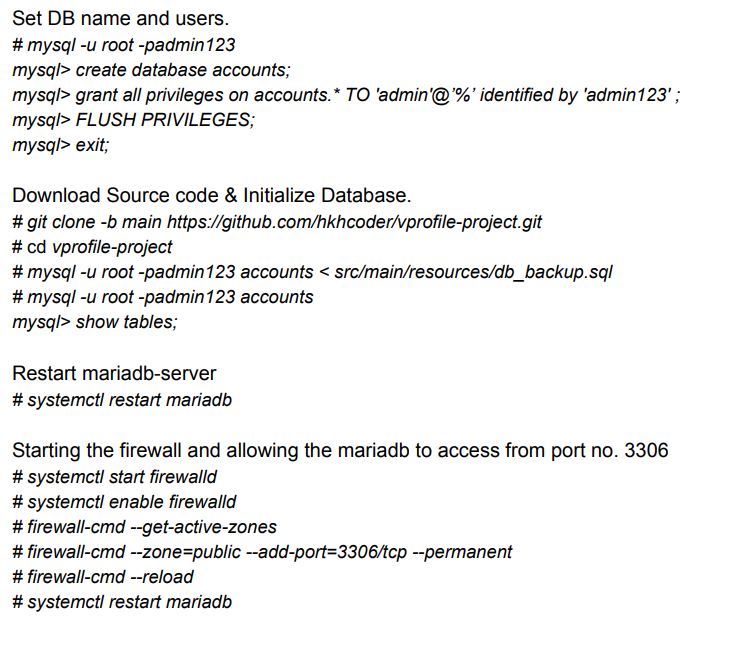 Set DB name and users.
# mysql -u root -padmin123
mysql> create database accounts;
mysql> grant all privileges on accounts.* TO 'admin'@’%’ identified by 'admin123' ;
mysql> FLUSH PRIVILEGES;
mysql> exit;
Download Source code & Initialize Database.
# git clone -b main https://github.com/hkhcoder/vprofile-project.git
# cd vprofile-project
# mysql -u root -padmin123 accounts < src/main/resources/db_backup.sql
# mysql -u root -padmin123 accounts
mysql> show tables;
Restart mariadb-server
# systemctl restart mariadb
Starting the firewall and allowing the mariadb to access from port no. 3306
# systemctl start firewalld
# systemctl enable firewalld
# firewall-cmd --get-active-zones
# firewall-cmd --zone=public --add-port=3306/tcp --permanent
# firewall-cmd --reload
# systemctl restart mariadb